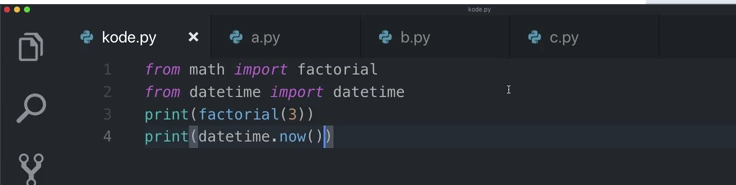 kode.py
kode.py a.py b.py c.py
1 from math import factorial
2 from datetime import datetime
3 print(factorial(3))
4 print(datetime.now())